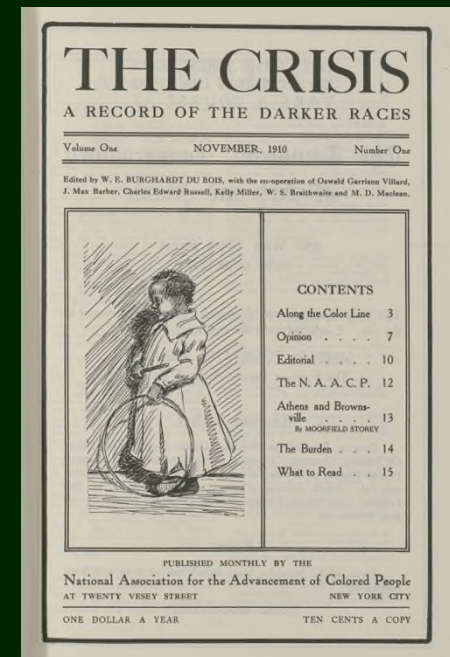 THE CRISIS
A RECORD OF THE DARKER RACES
Volume One NOVEMBER, 1910 Number One
Edited by W. E. BURGHARDT DU BOIS, with the co-operation of Oswald Garrison Villard,
J. Max Barber, Charles Edward Russell, Kelly Miller, W. S. Braithwaite and M. D. Maclean.
CONTENTS
Along the Color Line 3
Opinion . . . . 7
Editorial . . . . 10
The N. A. A. C. P. 12
Athens and Browns-
ville . . . . 13
By MOORFIELD STOREY
The Burden . . . 14
What to Read . . 15
PUBLISHED MONTHLY BY THE
National Association for the Advancement of Colored People
AT TWENTY VESEY STREET NEW YORK CITY
ONE DOLLAR A YEAR TEN CENTS A COPY